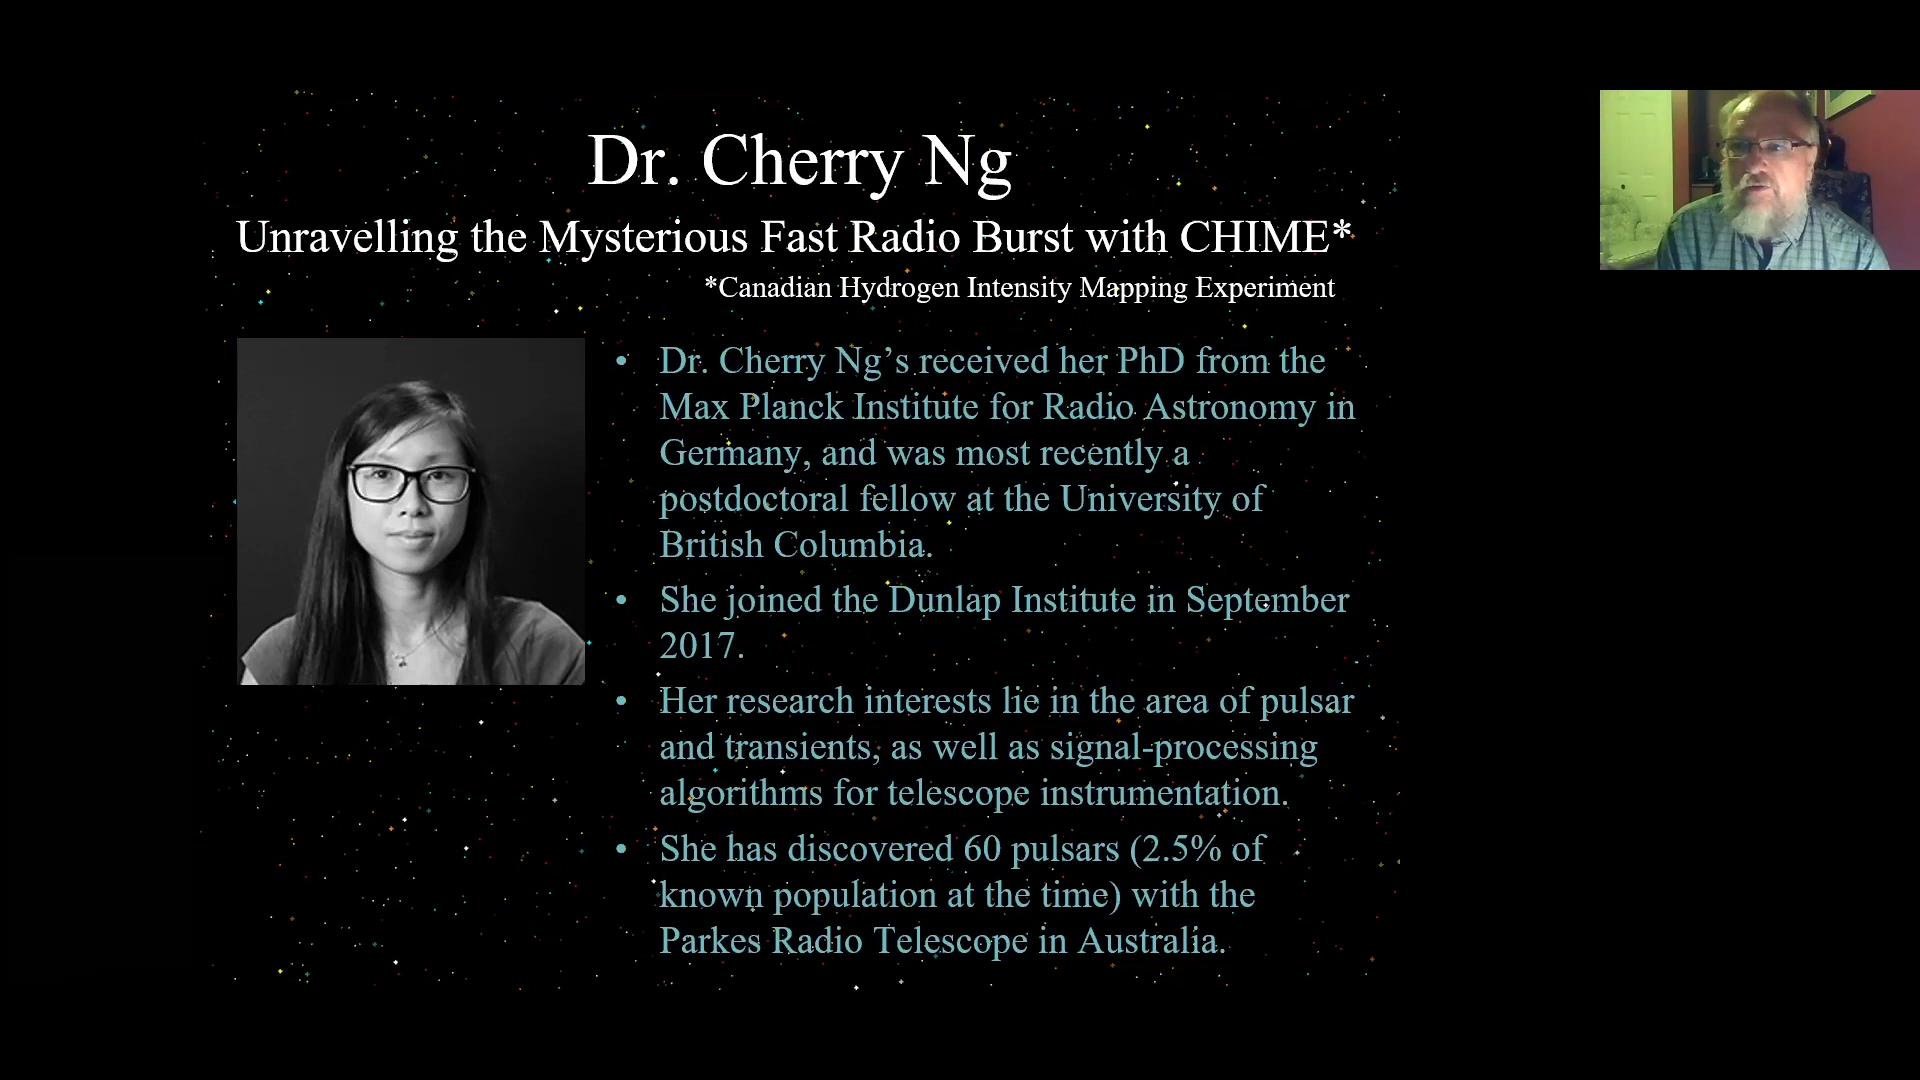 Dr. Cherry Ng
Unravelling the Mysterious Fast Radio Burst with CHIME*
*Canadian Hydrogen Intensity Mapping Experiment
• Dr. Cherry Ng’s received her PhD from the
Max Planck Institute for Radio Astronomy in
Germany, and was most recently a
postdoctoral fellow at the University of
British Columbia.
• She joined the Dunlap Institute in September
2017.
• Her research interests lie in the area of pulsar
and transients, as well as signal-processing
algorithms for telescope instrumentation.
• She has discovered 60 pulsars (2.5% of
known population at the time) with the
Parkes Radio Telescope in Australia.